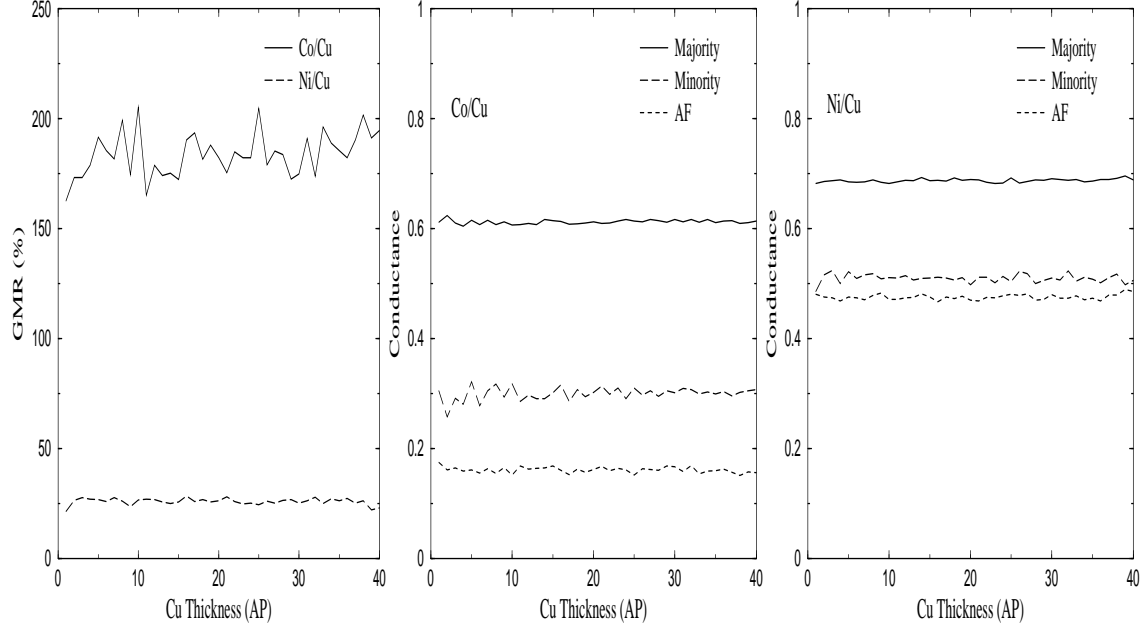 250
200
150
100
50
0
GMR (%)
Co/Cu
Ni/Cu
0 10 20 30 40
Cu Thickness (AP)
1
0.8
0.6
0.4
0.2
0
Conductance
Majority
Minority
AF
Co/Cu
0 10 20 30 40
Cu Thickness (AP)
1
0.8
0.6
0.4
0.2
0
Conductance
Majority
Minority
AF
Ni/Cu
0 10 20 30 40
Cu Thickness (AP)